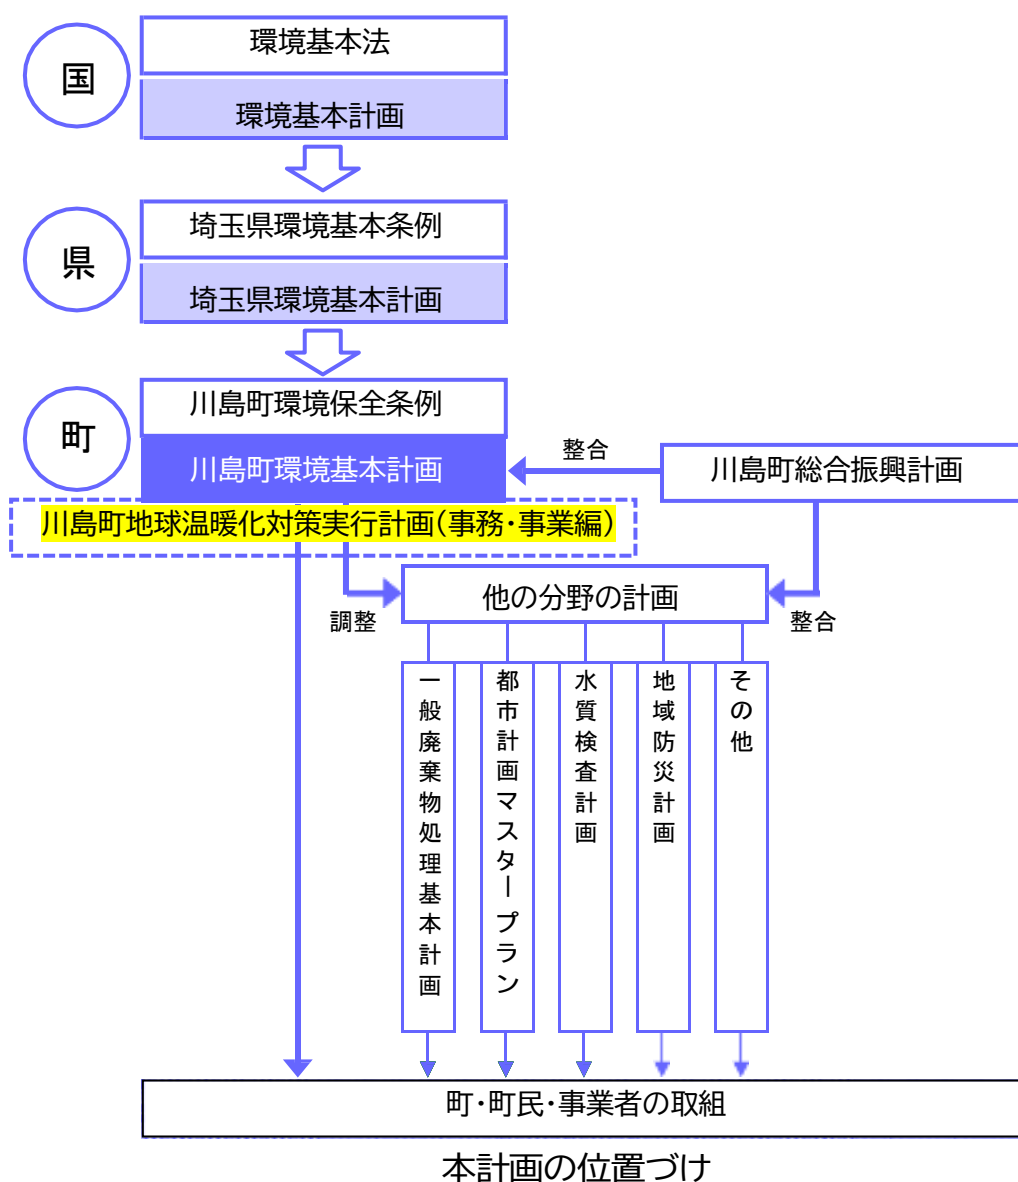 国
環境基本法
環境基本計画
県
埼玉県環境基本条例
埼玉県環境基本計画
町
川島町環境保全条例
川島町環境基本計画
整合
川島町総合振興計画
川島町地球温暖化対策実行計画(事務・事業編)
調整
他の分野の計画
整合
一般廃棄物処理基本計画
都市計画マスタープラン
水質検査計画
地域防災計画
その他
町・町民・事業者の取組
本計画の位置づけ